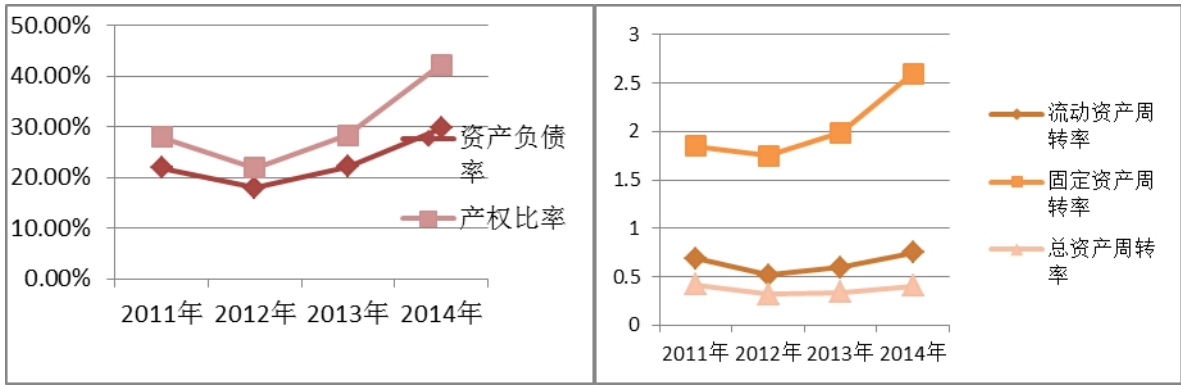 50.00%
40.00%
30.00%
20.00%
10.00%
0.00%
2011年 2012年 2013年 2014年
资产负债
率
产权比率
3
2.5
2
1.5
1
0.5
0
2011年 2012年 2013年 2014年
流动资产周
转率
固定资产周
转率
总资产周转
率